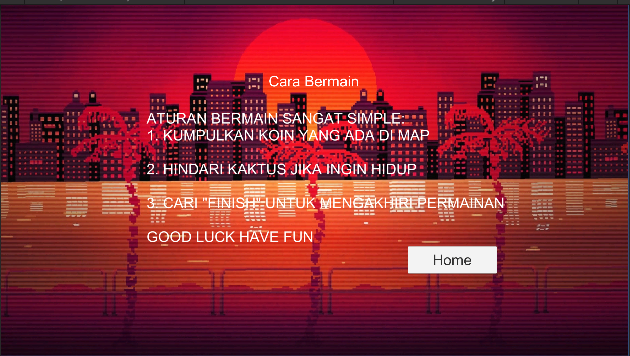 Cara Bermain
ATURAN BERMAIN SANGAT SIMPLE:
1. KUMPULKAN KOIN YANG ADA DI MAP
2. HINDARI KAKTUS JIKA INGIN HIDUP
3. CARI "FINISH" UNTUK MENGAKHIRI PERMAINAN
GOOD LUCK HAVE FUN
Home